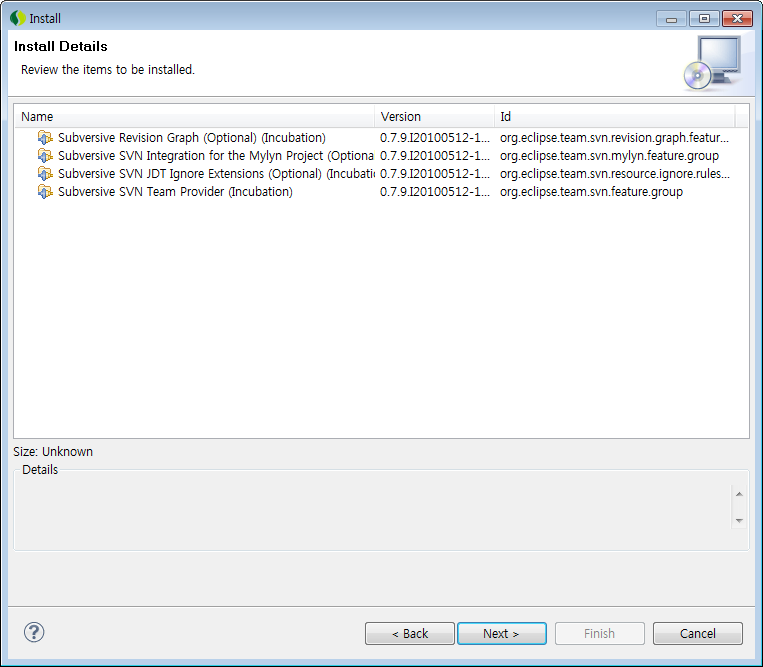 Install
Install Details
Review the items to be installed.
Name Version Id
Subversive Revision Graph (Optional) (Incubation) 0.7.9.I20100512-1... org.eclipse.team.svn.revision.graph.featur...
Subversive SVN Integration for the Mylyn Project (Optiona 0.7.9.I20100512-1... org.eclipse.team.svn.mylyn.feature.group
Subversive SVN JDT Ignore Extensions (Optional) (Incubatic 0.7.9.I20100512-1... org.eclipse.team.svn.resource.ignore.rules...
Subversive SVN Team Provider (Incubation) 0.7.9.I20100512-1... org.eclipse.team.svn.feature.group
Size: Unknown
Details
< Back Next > Finish Cancel